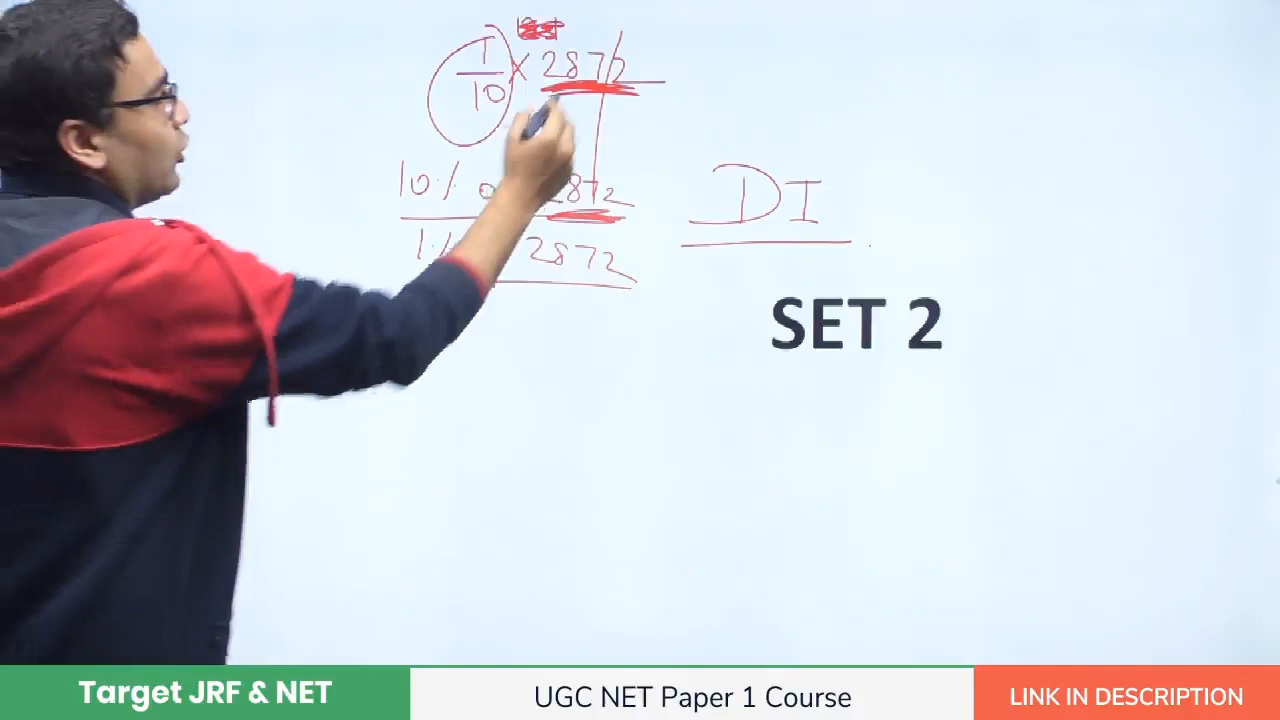 1/10 × 2872
10% 2872
1% 2872
DI
SET 2
Target JRF & NET
UGC NET Paper 1 Course
LINK IN DESCRIPTION